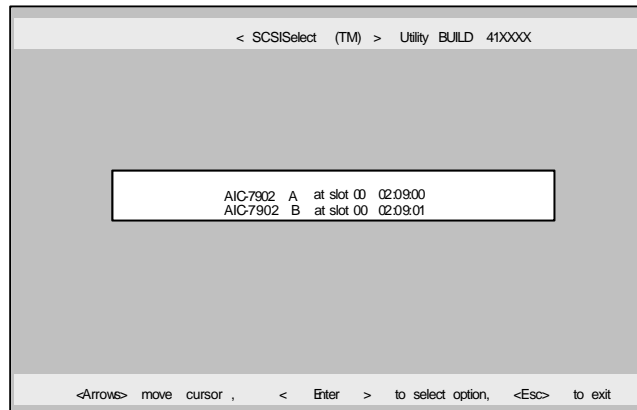 < SCSISelect (TM) > Utility BUILD 41XXXX
AIC-7902 A at slot 00 02:09:00
AIC-7902 B at slot 00 02:09:01
<Arrows> move cursor , < Enter > to select option, <Esc> to exit